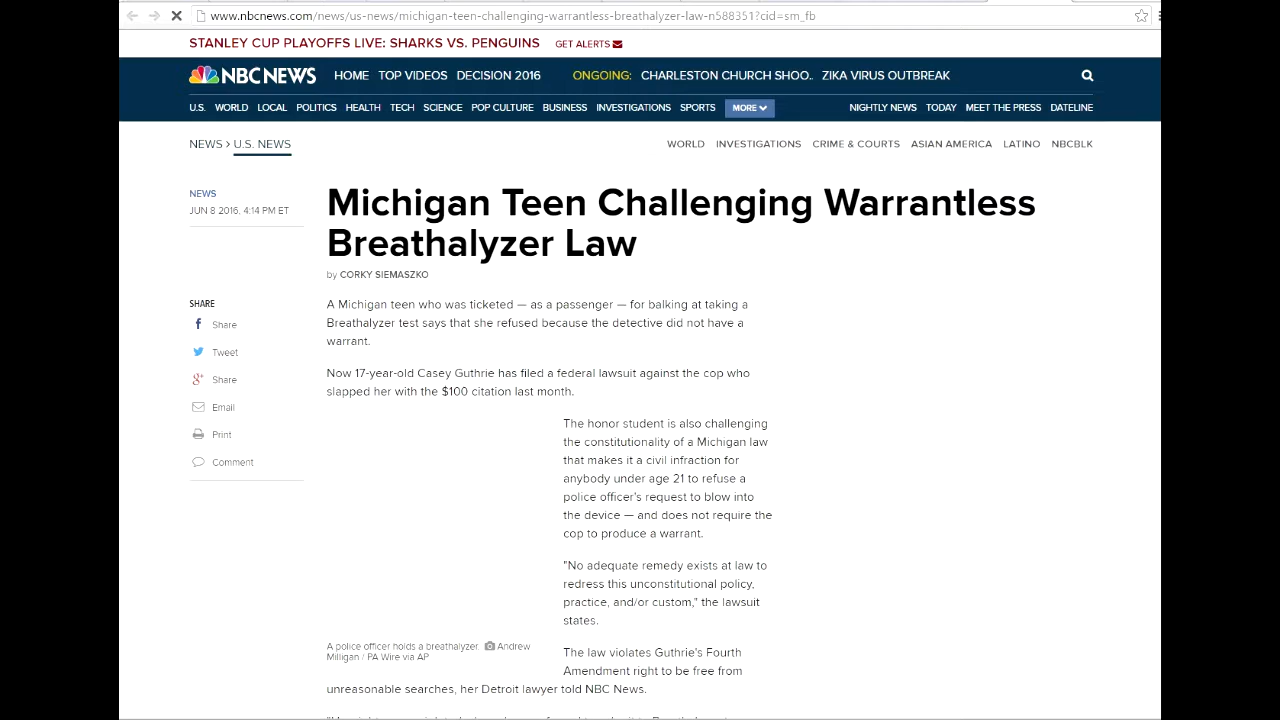 www.nbcnews.com/news/us-news/michigan-teen-challenging-warrantless-breathalyzer-law-n588351?cid=sm_fb
STANLEY CUP PLAYOFFS LIVE: SHARKS VS. PENGUINS GET ALERTS
NBC NEWS HOME TOP VIDEOS DECISION 2016 ONGOING: CHARLESTON CHURCH SHOO.. ZIKA VIRUS OUTBREAK
U.S. WORLD LOCAL POLITICS HEALTH TECH SCIENCE POP CULTURE BUSINESS INVESTIGATIONS SPORTS MORE NIGHTLY NEWS TODAY MEET THE PRESS DATELINE
NEWS > U.S. NEWS WORLD INVESTIGATIONS CRIME & COURTS ASIAN AMERICA LATINO NBCBLK
NEWS
JUN 8 2016, 4:14 PM ET
Michigan Teen Challenging Warrantless
Breathalyzer Law
by CORKY SIEMASZKO
SHARE
Share
Tweet
Share
Email
Print
Comment
A Michigan teen who was ticketed — as a passenger — for balking at taking a
Breathalyzer test says that she refused because the detective did not have a
warrant.
Now 17-year-old Casey Guthrie has filed a federal lawsuit against the cop who
slapped her with the $100 citation last month.
The honor student is also challenging
the constitutionality of a Michigan law
that makes it a civil infraction for
anybody under age 21 to refuse a
police officer's request to blow into
the device — and does not require the
cop to produce a warrant.
"No adequate remedy exists at law to
redress this unconstitutional policy,
practice, and/or custom," the lawsuit
states.
A police officer holds a breathalyzer. Andrew
Milligan / PA Wire via AP
The law violates Guthrie's Fourth
Amendment right to be free from
unreasonable searches, her Detroit lawyer told NBC News.